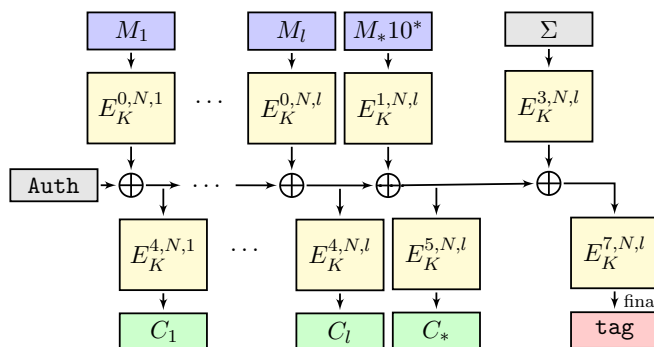 M_1 M_l M_*10^* Σ
E_K^{0,N,1} ... E_K^{0,N,l} E_K^{1,N,l} E_K^{3,N,l}
Auth ...
E_K^{4,N,1} ... E_K^{4,N,l} E_K^{5,N,l} E_K^{7,N,l}
fina
C_1 C_l C_* tag